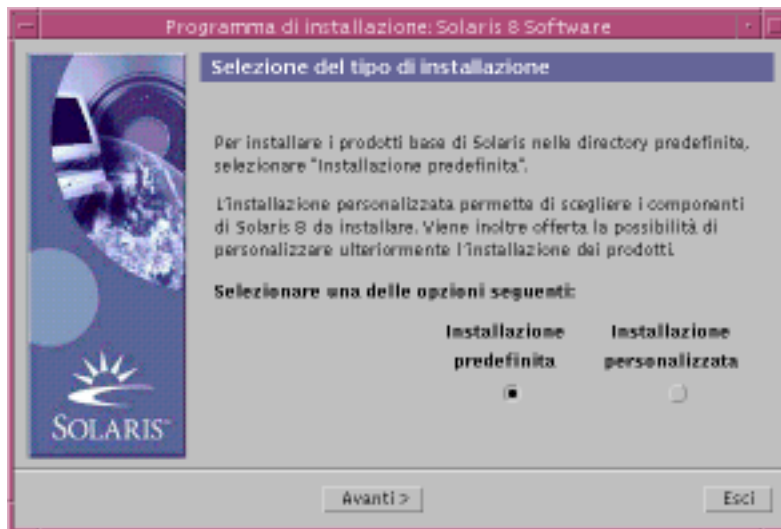 Programma di installazione: Solaris 8 Software
Selezione del tipo di installazione
Per installare i prodotti base di Solaris nelle directory predefinite,
selezionare "Installazione predefinita".
L'installazione personalizzata permette di scegliere i componenti
di Solaris 8 da installare. Viene inoltre offerta la possibilità di
personalizzare ulteriormente l'installazione dei prodotti.
Selezionare una delle opzioni seguenti:
Installazione predefinita
Installazione personalizzata
SOLARIS™
Avanti >
Esci